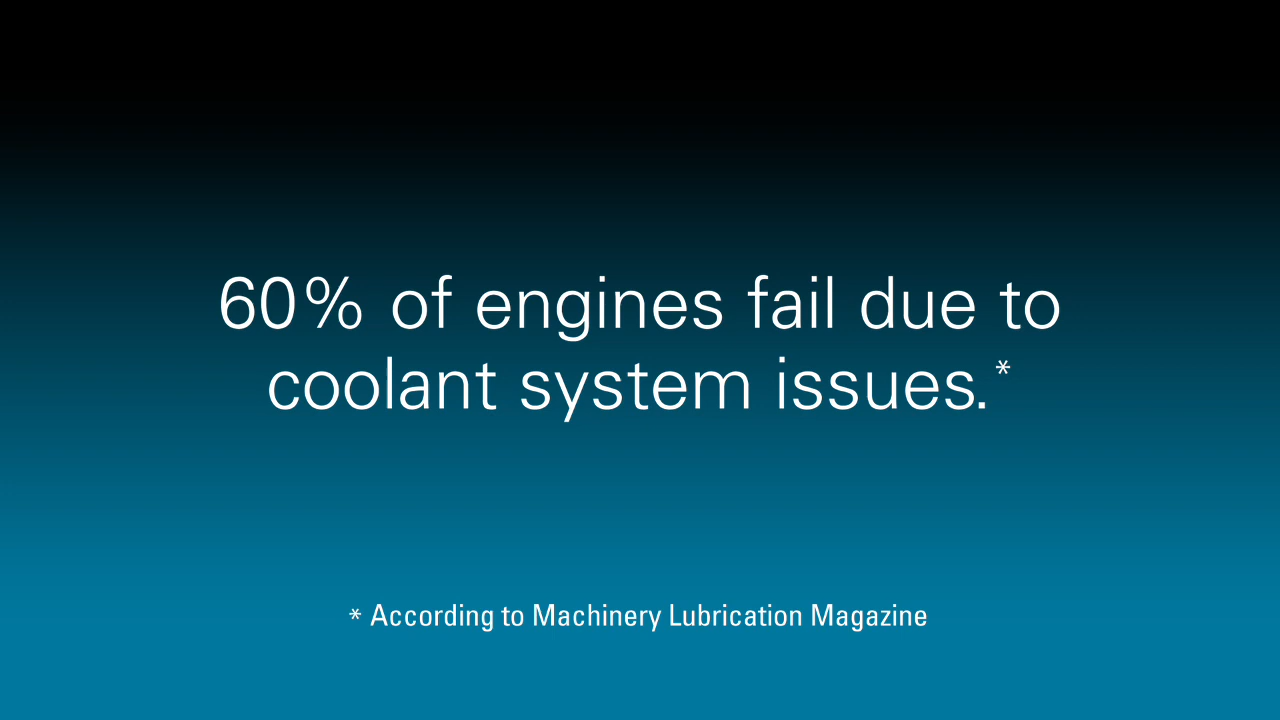 60% of engines fail due to
coolant system issues.*
* According to Machinery Lubrication Magazine